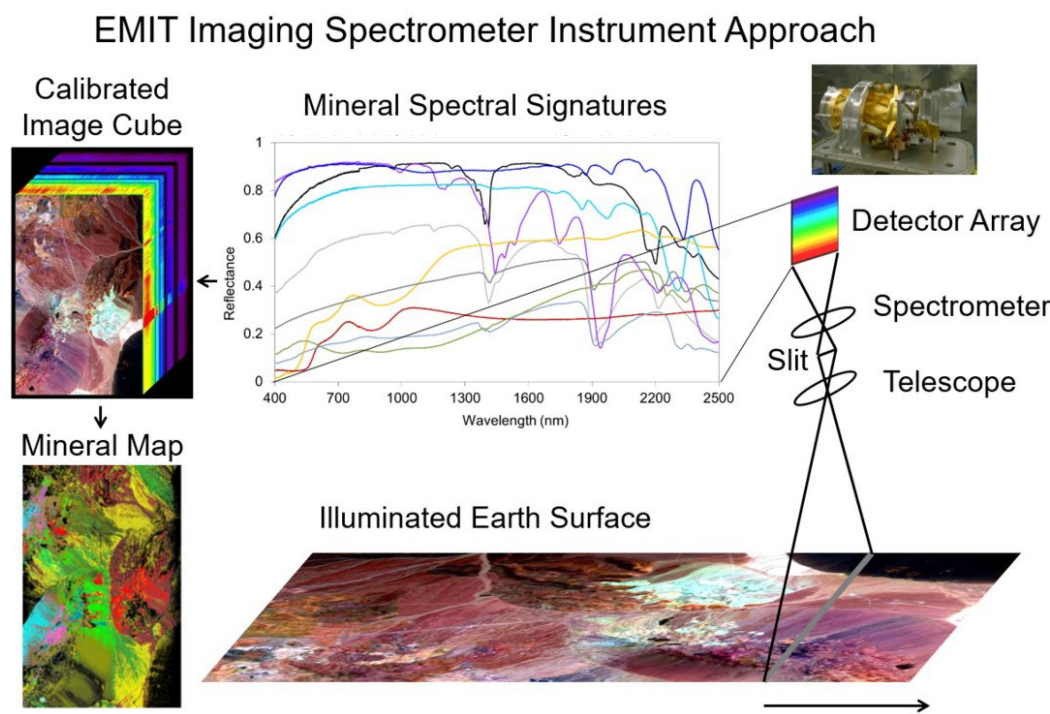 EMIT Imaging Spectrometer Instrument Approach
Calibrated
Image Cube
Mineral Spectral Signatures
1
0.8
0.6
0.4
0.2
0
Reflectance
400 700 1000 1300 1600 1900 2200 2500
Wavelength (nm)
Detector Array
Spectrometer
Slit
Telescope
Mineral Map
Illuminated Earth Surface